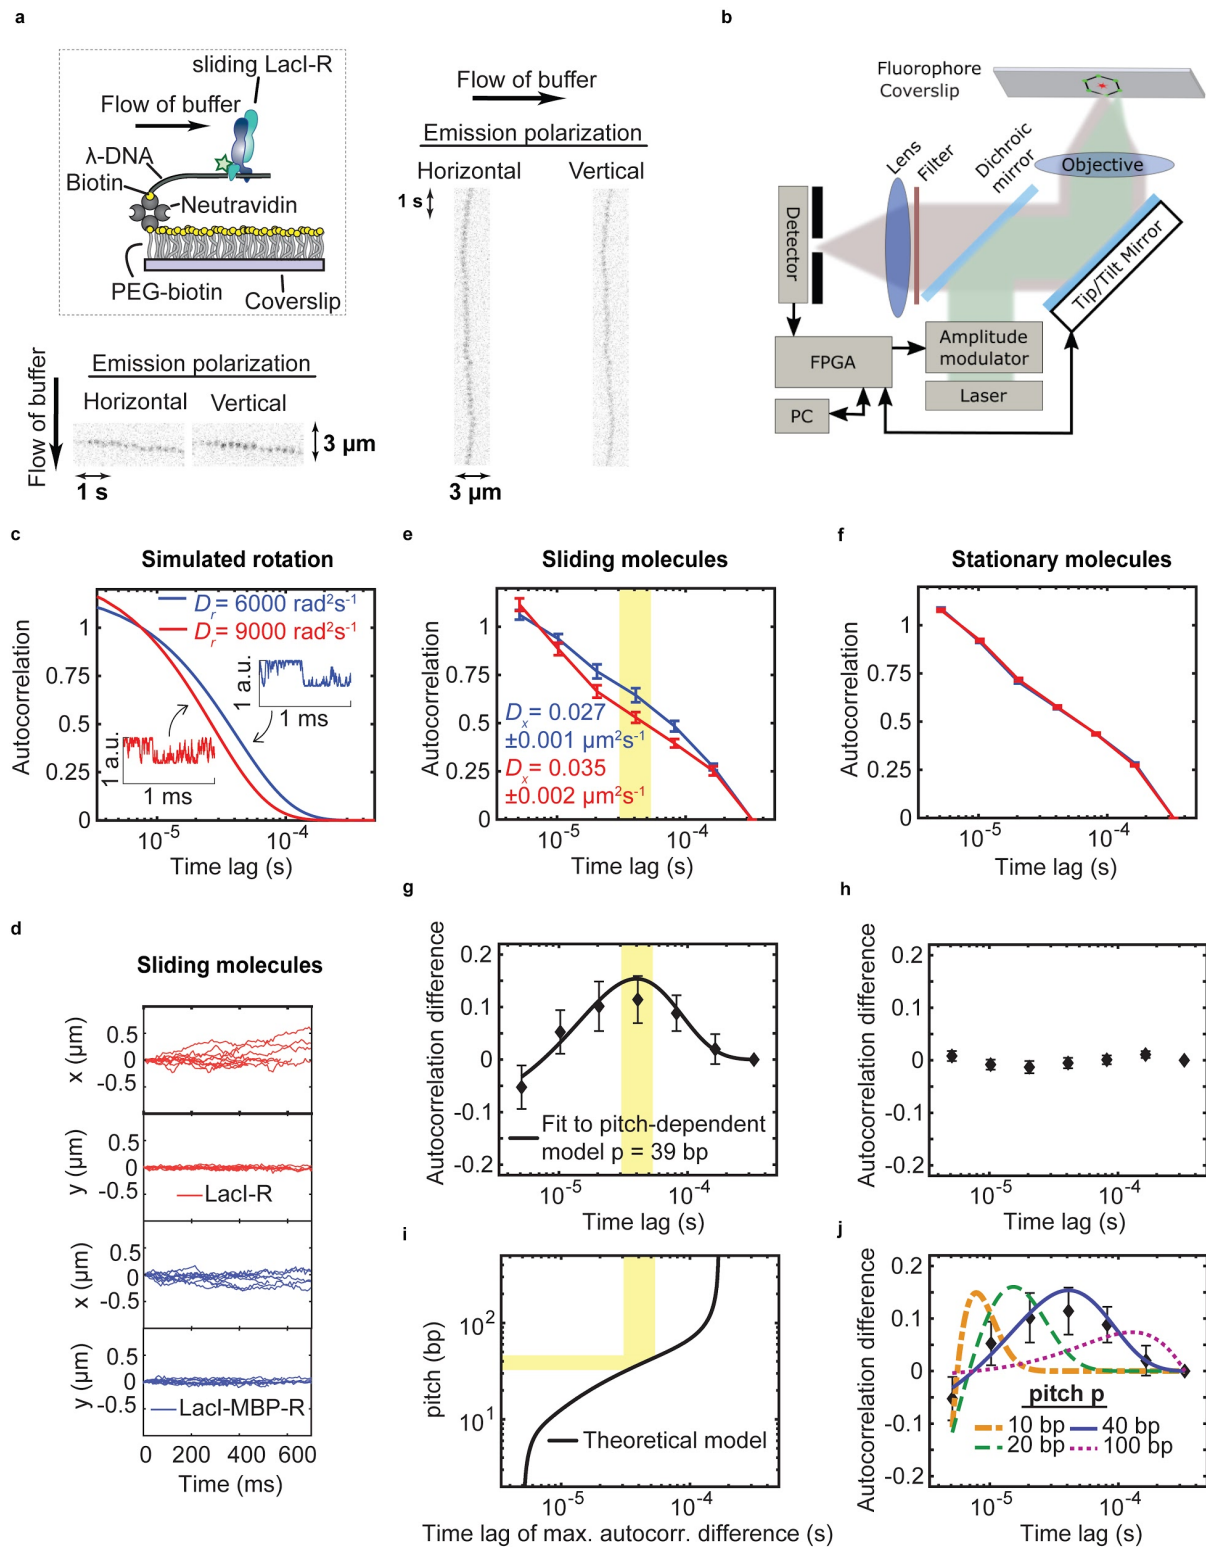 a
sliding LacI-R
Flow of buffer
λ-DNA
Biotin
Neutravidin
PEG-biotin
Coverslip
Flow of buffer
Emission polarization
Horizontal Vertical
3 µm
1 s
Flow of buffer
Emission polarization
Horizontal Vertical
1 s
3 µm
b
Fluorophore
Coverslip
Objective
Dichroic
mirror
Lens
Filter
Detector
Tip/Tilt Mirror
FPGA
Amplitude
modulator
Laser
PC
c
Simulated rotation
Dr= 6000 rad²s⁻¹
Dr= 9000 rad²s⁻¹
Autocorrelation
1
0.75
0.5
0.25
0
1 a.u.
1 ms
1 a.u.
1 ms
10⁻⁵ 10⁻⁴
Time lag (s)
e
Sliding molecules
Autocorrelation
1
0.75
0.5
0.25
0
Dx= 0.027
±0.001 µm²s⁻¹
Dx= 0.035
±0.002 µm²s⁻¹
10⁻⁵ 10⁻⁴
Time lag (s)
f
Stationary molecules
Autocorrelation
1
0.75
0.5
0.25
0
10⁻⁵ 10⁻⁴
Time lag (s)
d
Sliding molecules
x (µm)
0.5
0
-0.5
y (µm)
0.5
0
-0.5
LacI-R
x (µm)
0.5
0
-0.5
y (µm)
0.5
0
-0.5
LacI-MBP-R
0 200 400 600
Time (ms)
g
Autocorrelation difference
0.2
0.1
0
-0.1
-0.2
Fit to pitch-dependent
model p = 39 bp
10⁻⁵ 10⁻⁴
Time lag (s)
h
Autocorrelation difference
0.2
0.1
0
-0.1
-0.2
10⁻⁵ 10⁻⁴
Time lag (s)
i
pitch (bp)
10²
10¹
Theoretical model
10⁻⁵ 10⁻⁴
Time lag of max. autocorr. difference (s)
j
Autocorrelation difference
0.2
0.1
0
-0.1
-0.2
pitch p
10 bp 40 bp
20 bp 100 bp
10⁻⁵ 10⁻⁴
Time lag (s)